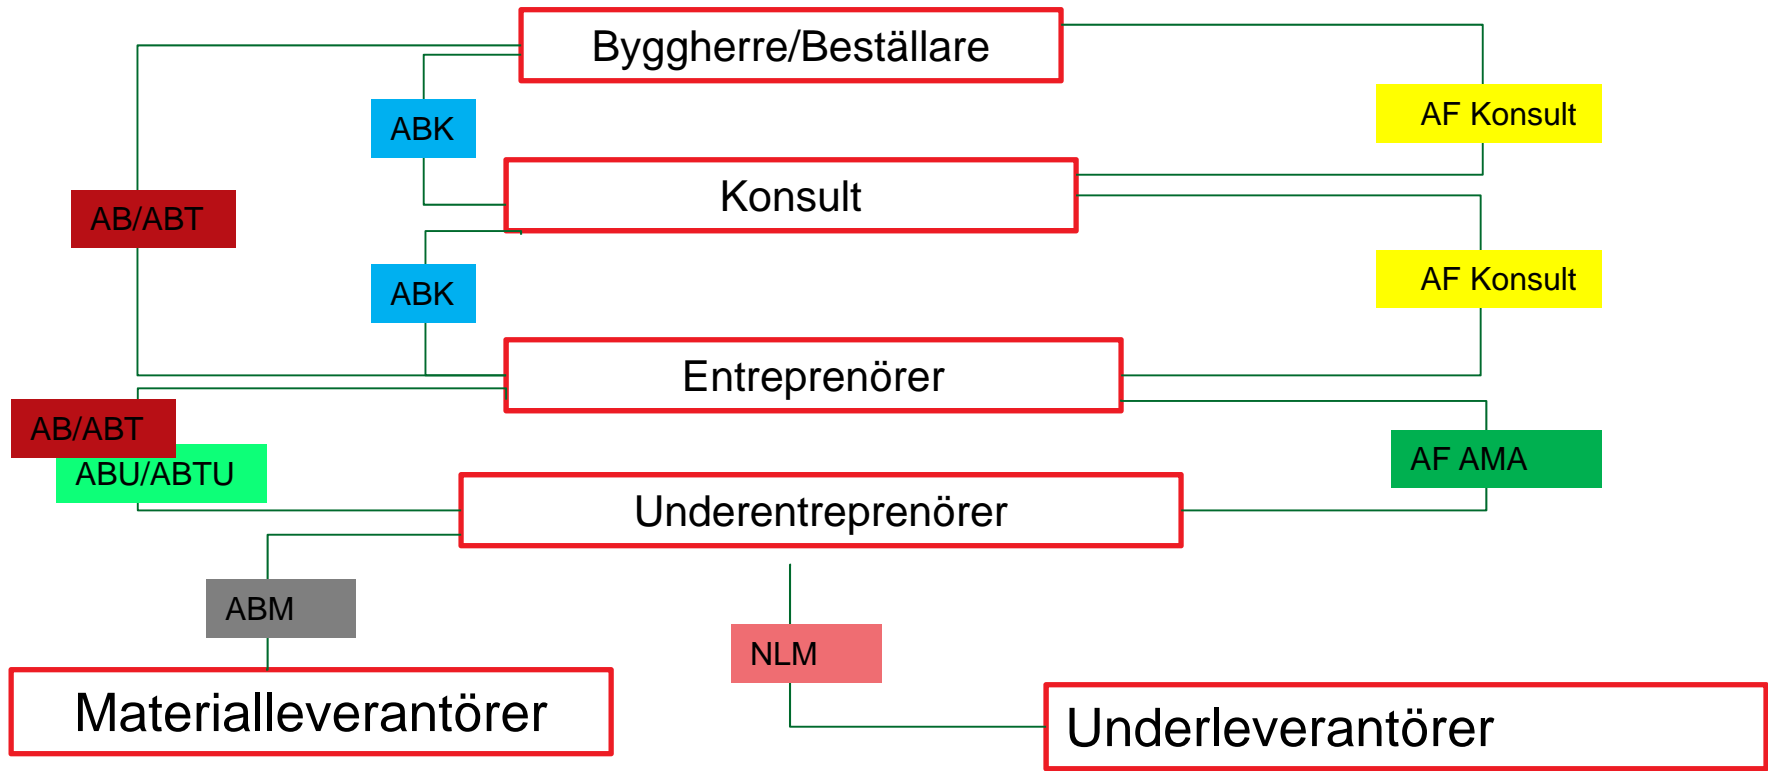 Byggherre/Beställare
ABK
AF Konsult
Konsult
AB/ABT
ABK
AF Konsult
Entreprenörer
AB/ABT
ABU/ABTU
AF AMA
Underentreprenörer
ABM
NLM
Materialleverantörer
Underleverantörer